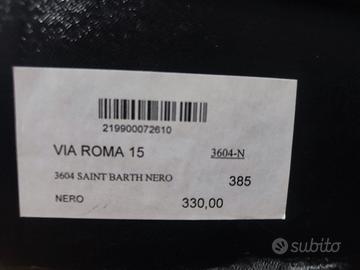 219900072610
VIA ROMA 15 3604-N
3604 SAINT BARTH NERO 385
NERO 330,00
subito